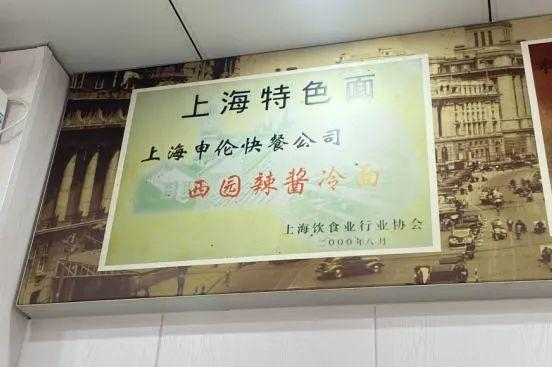 上海特色面
上海申伦快餐公司
西园辣酱冷面
上海饮食业行业协会
二000年八月